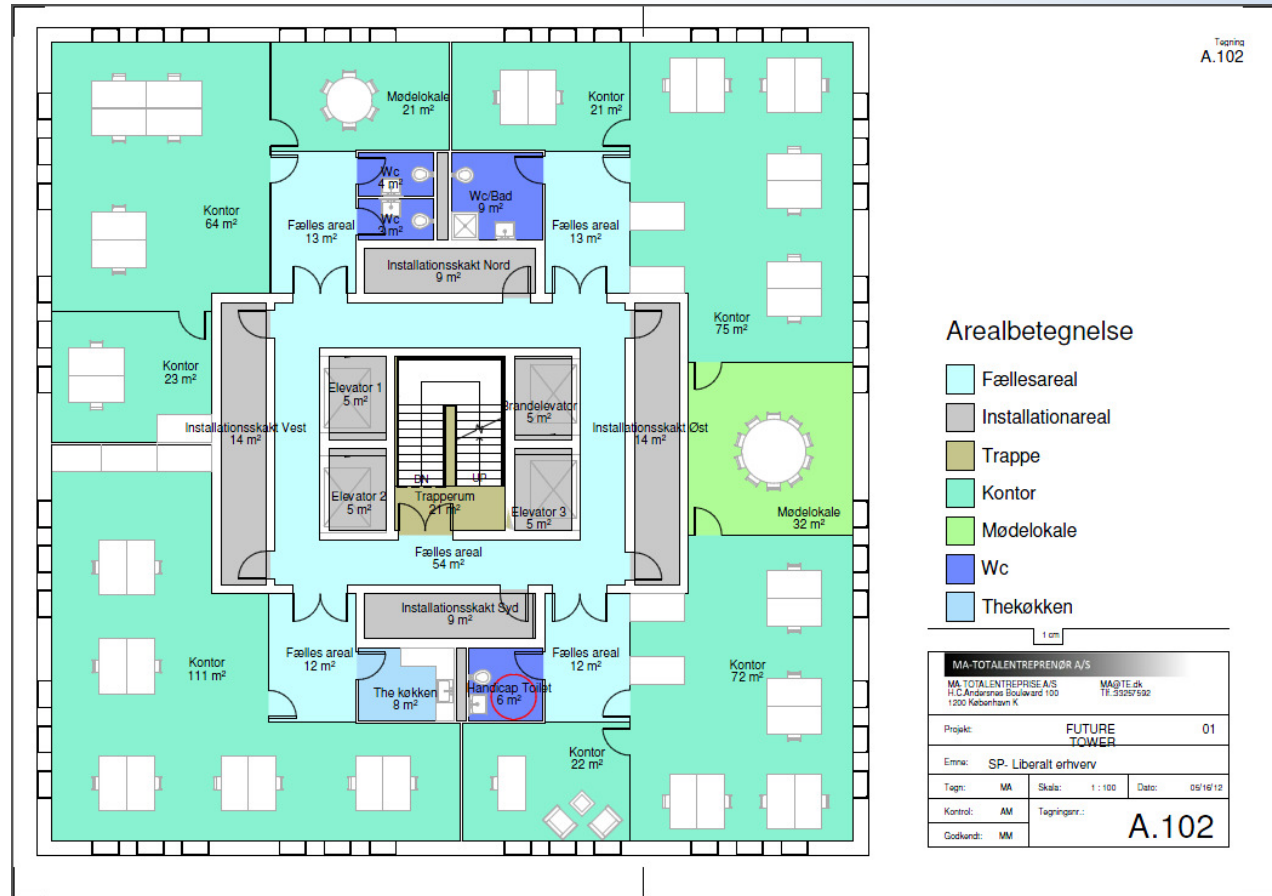 Tegning
A.102
Mødelokale
21 m²
Kontor
21 m²
Wc
4 m²
Wc/Bad
9 m²
Kontor
64 m²
Fælles areal
13 m²
Wc
3 m²
Fælles areal
13 m²
Installationsskakt Nord
9 m²
Kontor
75 m²
Kontor
23 m²
Elevator 1
5 m²
Brandelevator
5 m²
Installationsskakt Vest
14 m²
Installationsskakt Øst
14 m²
DN
UP
Elevator 2
5 m²
Trapperum
21 m²
Elevator 3
5 m²
Mødelokale
32 m²
Fælles areal
54 m²
Installationsskakt Syd
9 m²
Kontor
111 m²
Fælles areal
12 m²
The køkken
8 m²
Handicap Toilet
6 m²
Fælles areal
12 m²
Kontor
72 m²
Kontor
22 m²
Arealbetegnelse
Fællesareal
Installationareal
Trappe
Kontor
Mødelokale
Wc
Thekøkken
1 cm
MA-TOTALENTREPRENØR A/S
MA-TOTALENTREPRISE A/S MA@TE.dk
H.C.Andersnes Boulevard 100 Tlf.:33257592
1200 København K
Projekt: FUTURE TOWER 01
Emne: SP- Liberalt erhverv
Tegn: MA Skala: 1 : 100 Dato: 05/16/12
Kontrol: AM Tegningsnr.: A.102
Godkendt: MM